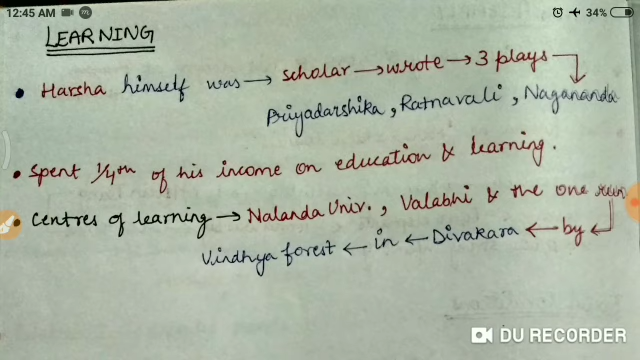 12:45 AM
34%
LEARNING
• Harsha himself was → scholar → wrote → 3 plays →
Priyadarshika, Ratnavali, Nagananda
• Spent 1/4th of his income on education & learning.
• Centres of learning → Nalanda Univ., Valabhi & the one run
Vindhya forest ← in ← Divakara ← by ←
DU RECORDER